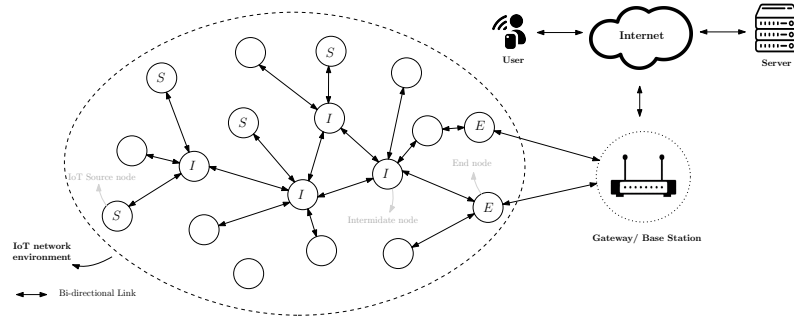 Internet
User
Server
S
S
S
I
E
I
I
End node
IoT Source node
I
E
S
Intermidate node
Gateway/ Base Station
IoT network
environment
Bi-directional Link